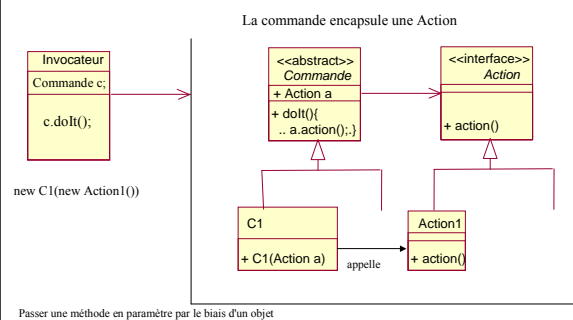 La commande encapsule une Action
Invocateur
Commande c;
c.doIt();
new C1(new Action1())
<<abstract>>
Commande
+ Action a
+ doIt(){
.. a.action();.}
<<interface>>
Action
+ action()
C1
+ C1(Action a)
appelle
Action1
+ action()
Passer une méthode en paramètre par le biais d'un objet